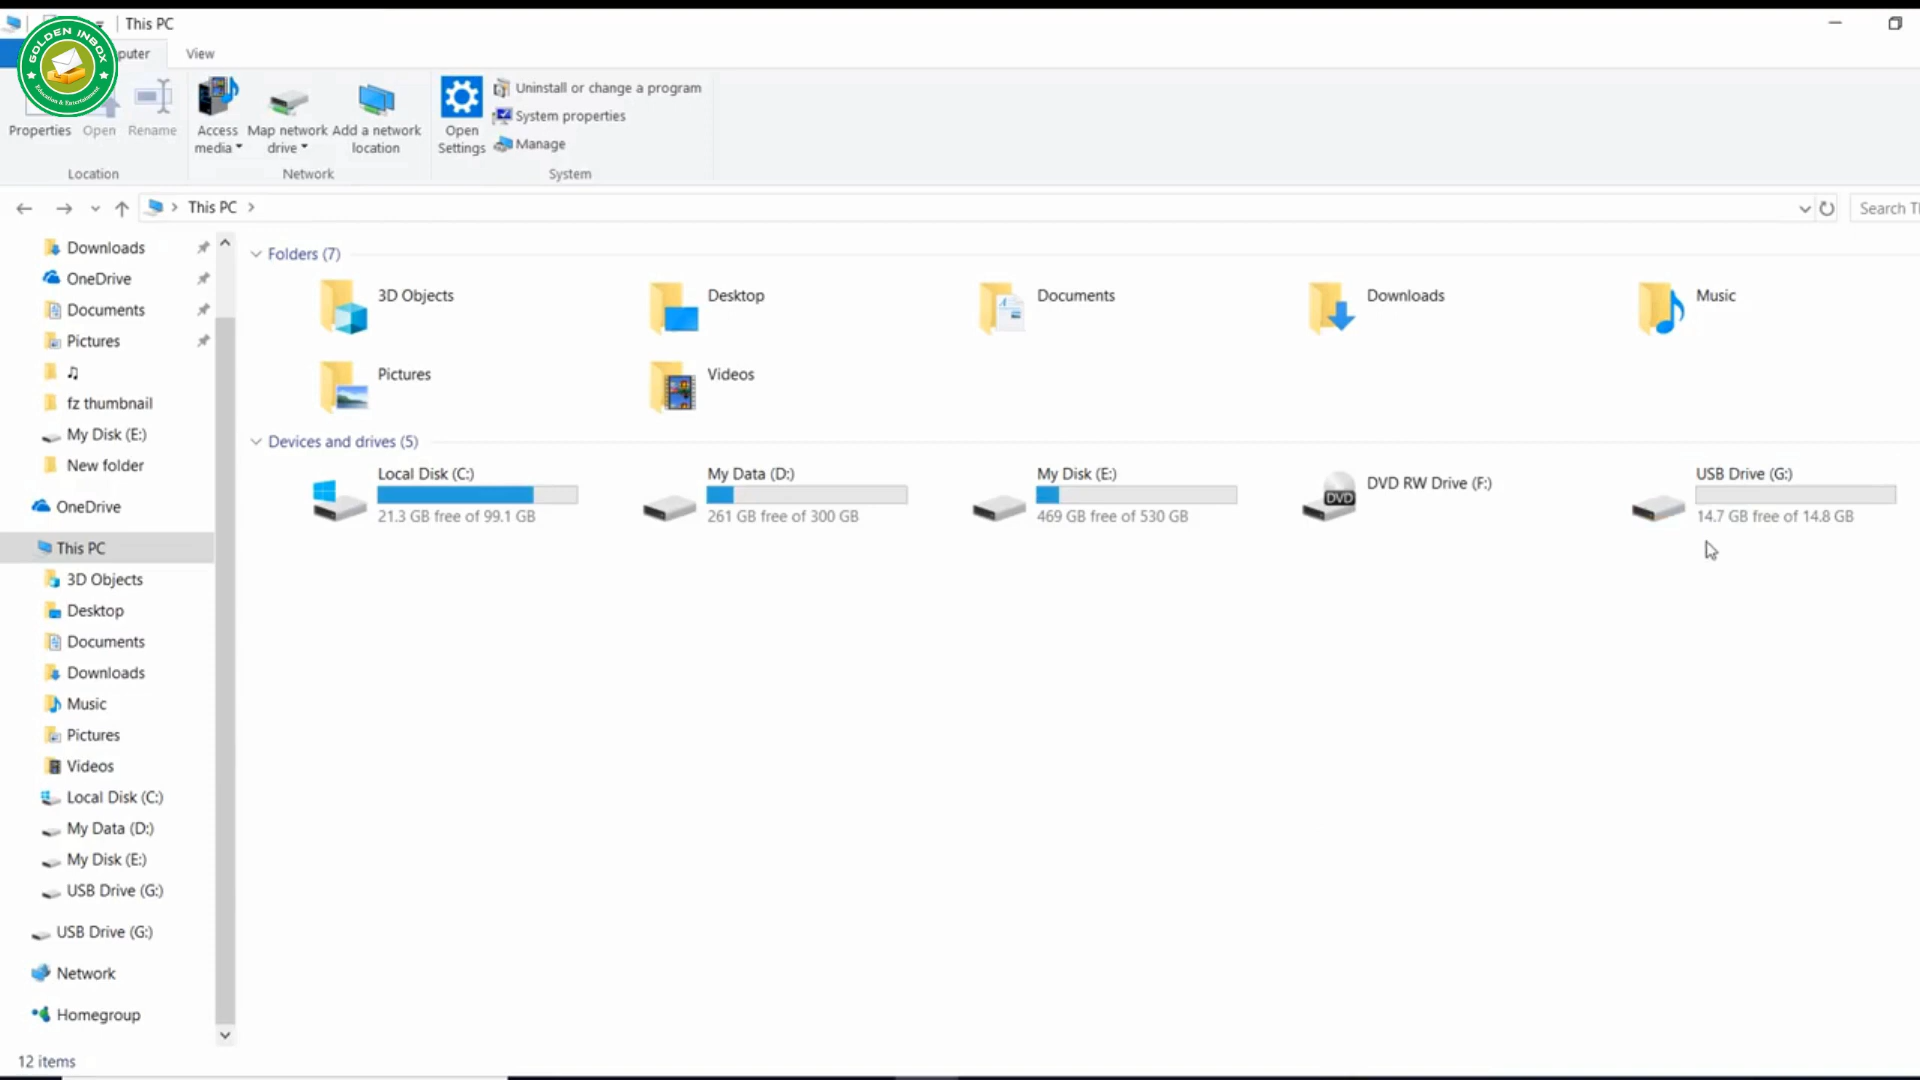 This PC
GOLDEN INBOX
Education & Entertainment
puter
View
Properties
Open
Rename
Access media
Map network drive
Add a network location
Open Settings
Uninstall or change a program
System properties
Manage
Location
Network
System
This PC
Search T
Downloads
OneDrive
Documents
Pictures
♫
fz thumbnail
My Disk (E:)
New folder
OneDrive
This PC
3D Objects
Desktop
Documents
Downloads
Music
Pictures
Videos
Local Disk (C:)
My Data (D:)
My Disk (E:)
USB Drive (G:)
USB Drive (G:)
Network
Homegroup
Folders (7)
3D Objects
Desktop
Documents
Downloads
Music
Pictures
Videos
Devices and drives (5)
Local Disk (C:)
21.3 GB free of 99.1 GB
My Data (D:)
261 GB free of 300 GB
My Disk (E:)
469 GB free of 530 GB
DVD
DVD RW Drive (F:)
USB Drive (G:)
14.7 GB free of 14.8 GB
12 items